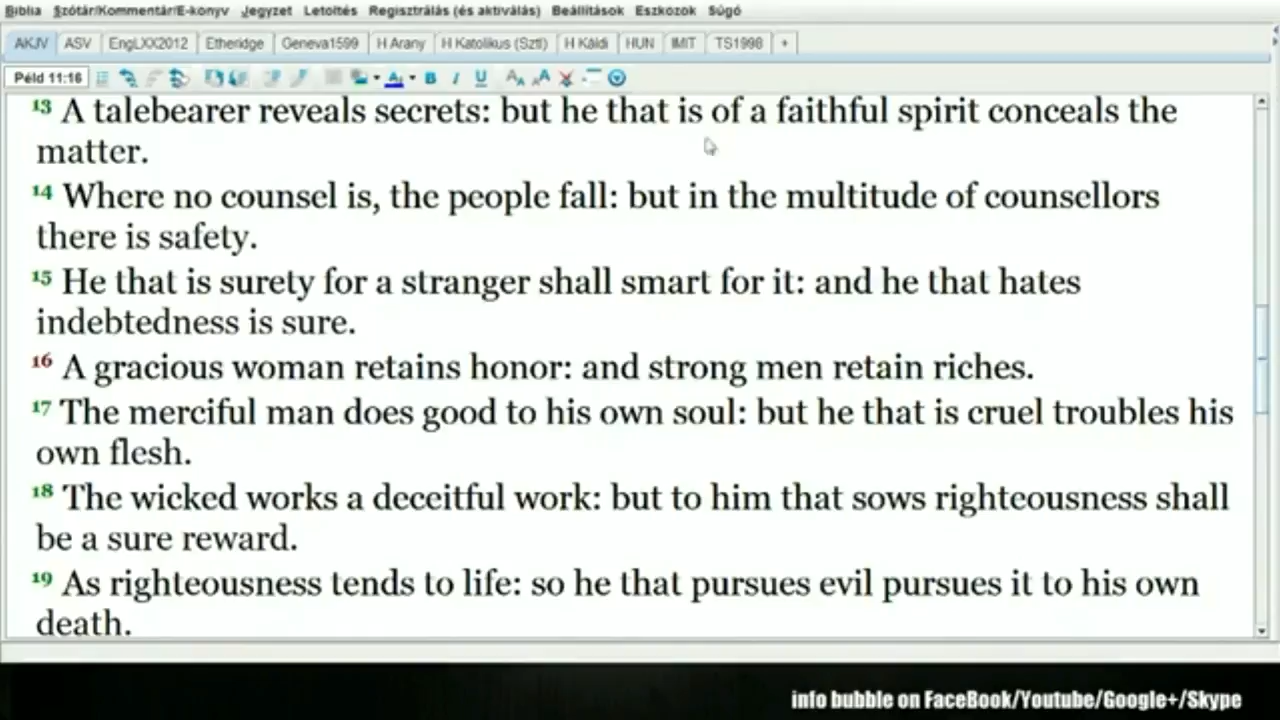 Biblia Szótár/Kommentár/E-könyv Jegyzet Letöltés Regisztrálás (és aktiválás) Beállítások Eszközök Súgó
AKJV ASV EngLXX2012 Etheridge Geneva1599 H Arany H Katolikus (SztI) H Káldi HUN IMIT TS1998 +
Péld 11:16
13 A talebearer reveals secrets: but he that is of a faithful spirit conceals the
matter.
14 Where no counsel is, the people fall: but in the multitude of counsellors
there is safety.
15 He that is surety for a stranger shall smart for it: and he that hates
indebtedness is sure.
16 A gracious woman retains honor: and strong men retain riches.
17 The merciful man does good to his own soul: but he that is cruel troubles his
own flesh.
18 The wicked works a deceitful work: but to him that sows righteousness shall
be a sure reward.
19 As righteousness tends to life: so he that pursues evil pursues it to his own
death.
info bubble on FaceBook/Youtube/Google+/Skype